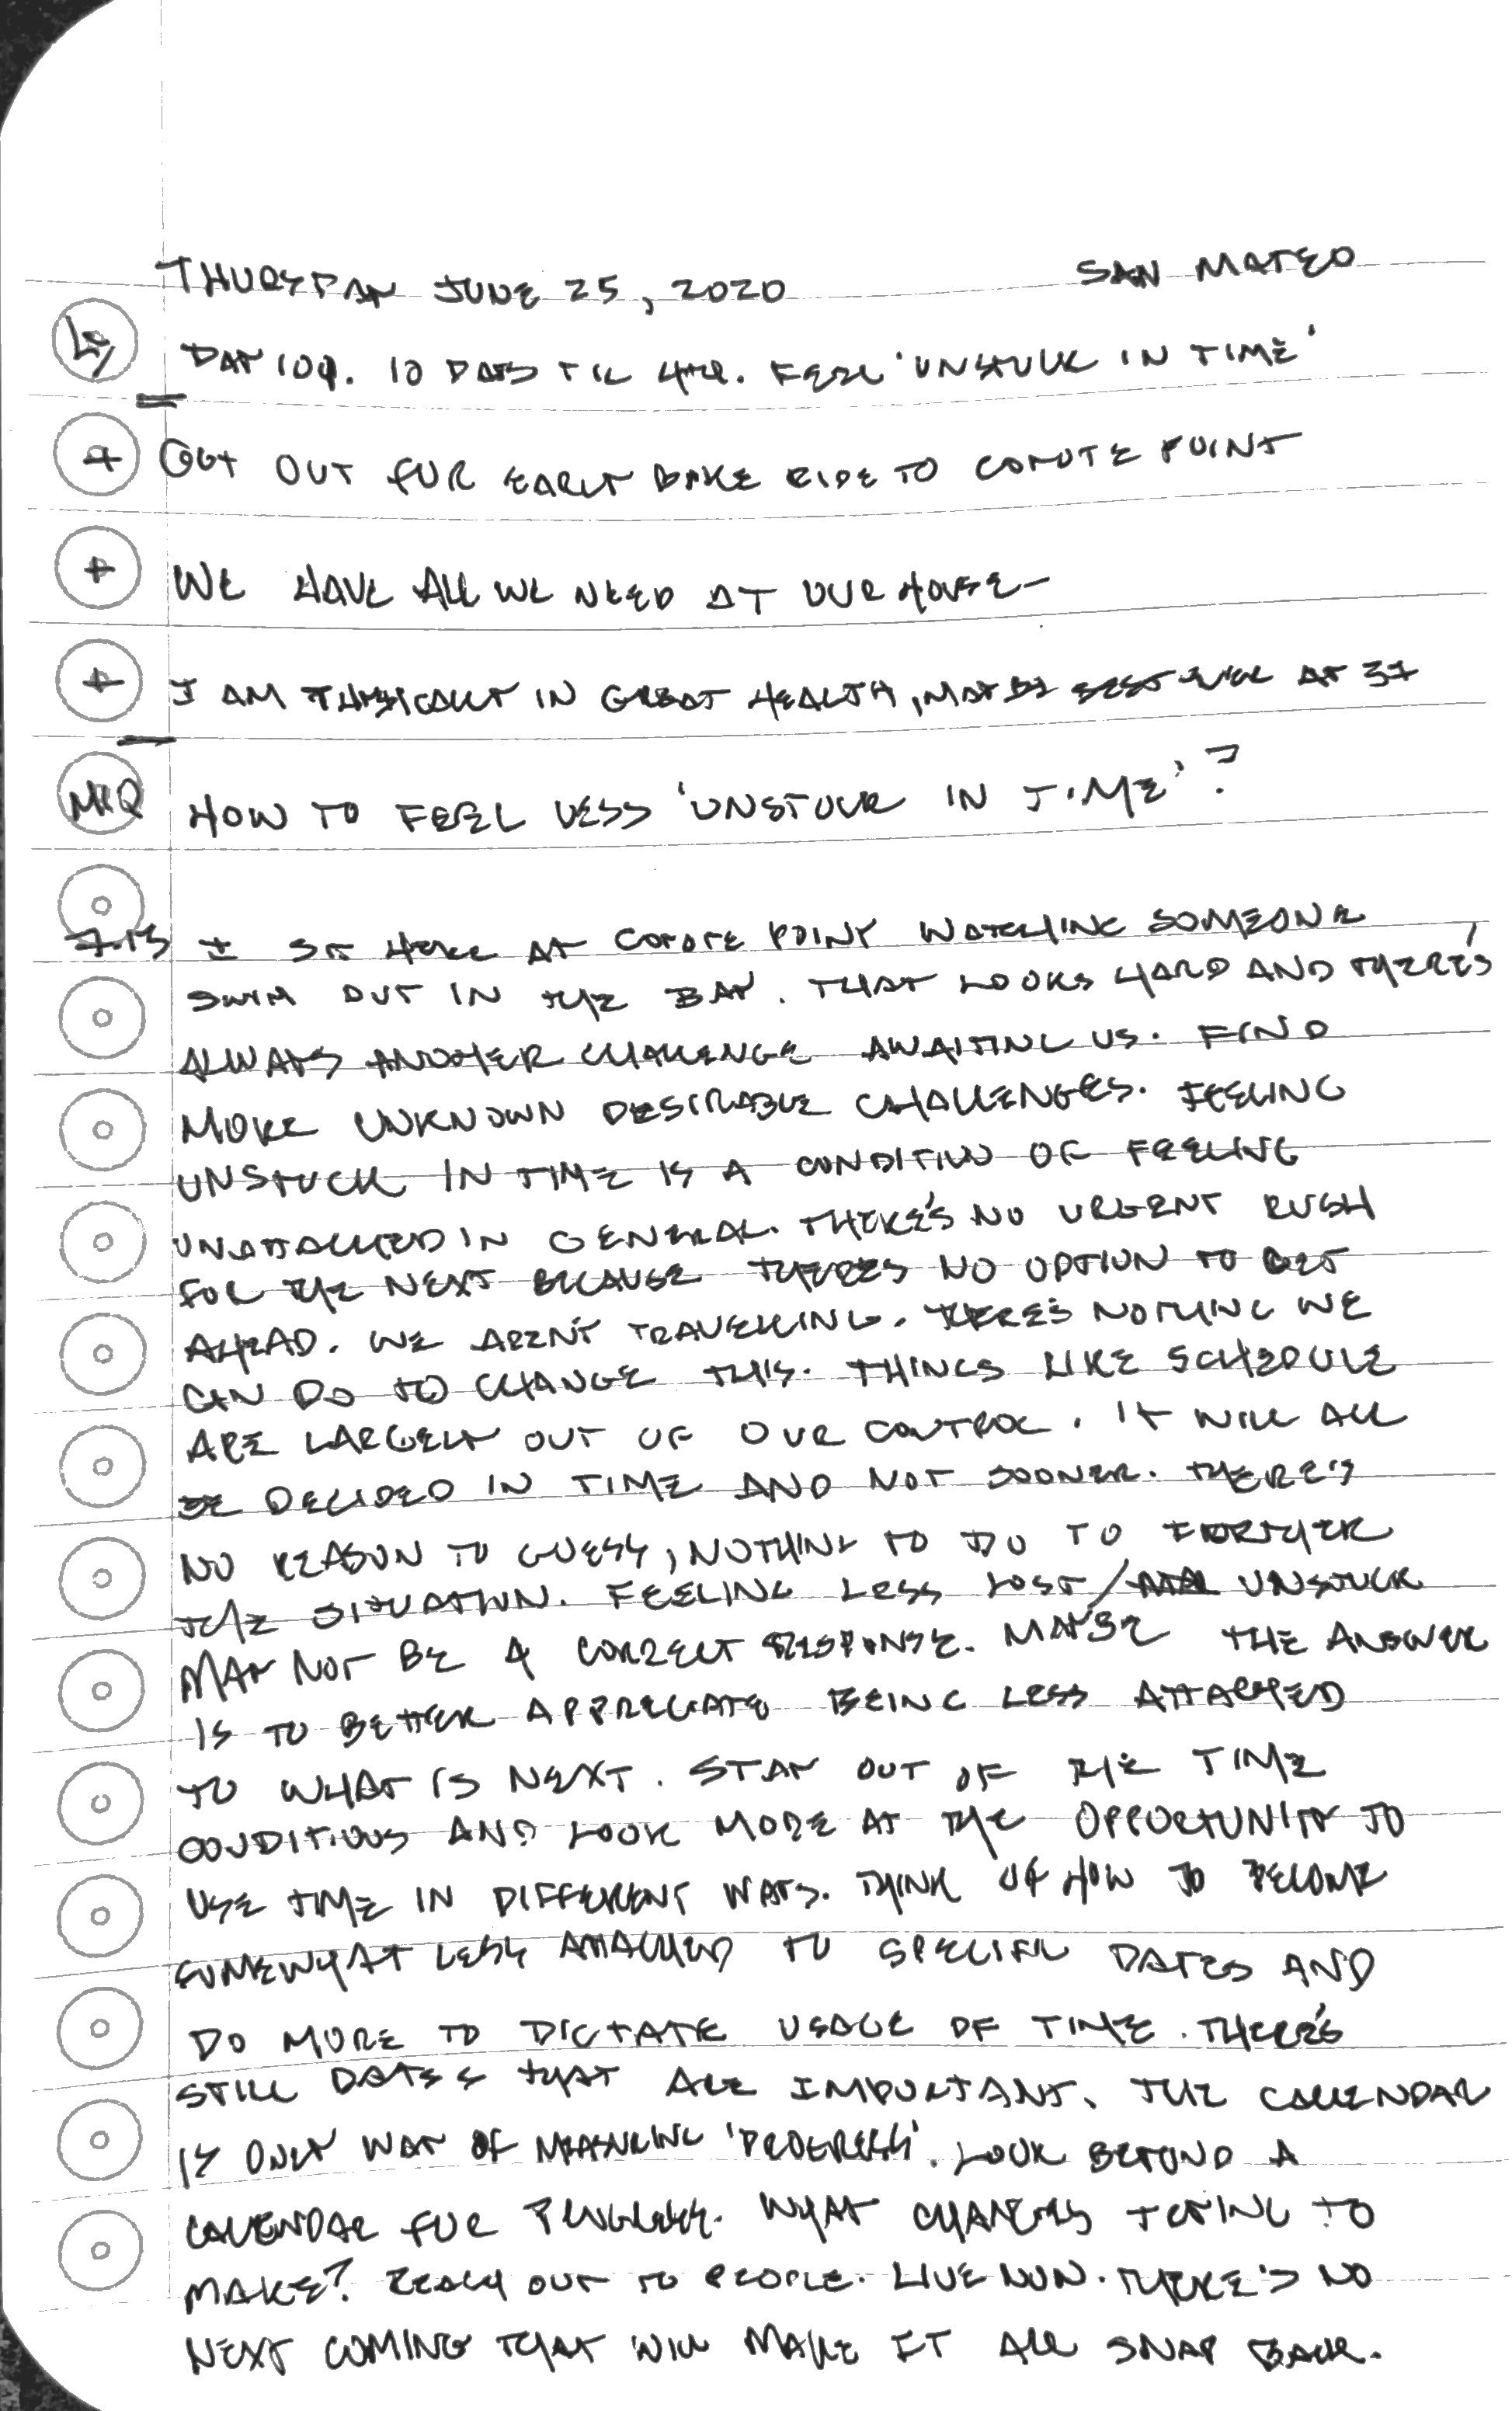 THURSDAY JUNE 25, 2020 SAN MATEO
DAY 109. 10 DAYS TIL 4TH. FEEL 'UNSTUCK IN TIME'
+ GOT OUT FOR EARLY BIKE RIDE TO COYOTE POINT
+ WE HAVE ALL WE NEED AT OUR HOUSE-
+ I AM PHYSICALLY IN GREAT HEALTH, MAYBE BEST EVER AT 37
HOW TO FEEL LESS 'UNSTUCK IN TIME'?
7.13 I SIT HERE AT COYOTE POINT WATCHING SOMEONE
SWIM OUT IN THE BAY. THAT LOOKS HARD AND THERE'S
ALWAYS ANOTHER CHALLENGE AWAITING US. FIND
MORE UNKNOWN DESIRABLE CHALLENGES. FEELING
UNSTUCK IN TIME IS A CONDITION OF FEELING
UNATTACHED IN GENERAL. THERE'S NO URGENT RUSH
FOR THE NEXT BECAUSE THERE'S NO OPTION TO GET
AHEAD. WE AREN'T TRAVELLING. THERE'S NOTHING WE
CAN DO TO CHANGE THIS. THINGS LIKE SCHEDULE
ARE LARGELY OUT OF OUR CONTROL. IT WILL ALL
BE DECIDED IN TIME AND NOT SOONER. THERE'S
NO REASON TO GUESS, NOTHING TO DO TO FURTHER
THE SITUATION. FEELING LESS LOST/ UNSTUCK
MAY NOT BE A CORRECT RESPONSE. MAYBE THE ANSWER
IS TO BETTER APPRECIATE BEING LESS ATTACHED
TO WHAT IS NEXT. STAY OUT OF THE TIME
CONDITIONS AND LOOK MORE AT THE OPPORTUNITY TO
USE TIME IN DIFFERENT WAYS. THINK OF HOW TO BECOME
SOMEWHAT LESS ATTACHED TO SPECIFIC DATES AND
DO MORE TO DICTATE USAGE OF TIME. THERE'S
STILL DATES THAT ARE IMPORTANT. THE CALENDAR
IS ONLY WAY OF MARKING 'PROGRESS'. LOOK BEYOND A
CALENDAR FOR PROGRESS. WHAT CHANGES TRYING TO
MAKE? REACH OUT TO PEOPLE. LIVE NOW. THERE'S NO
NEXT COMING THAT WILL MAKE IT ALL SNAP BACK.